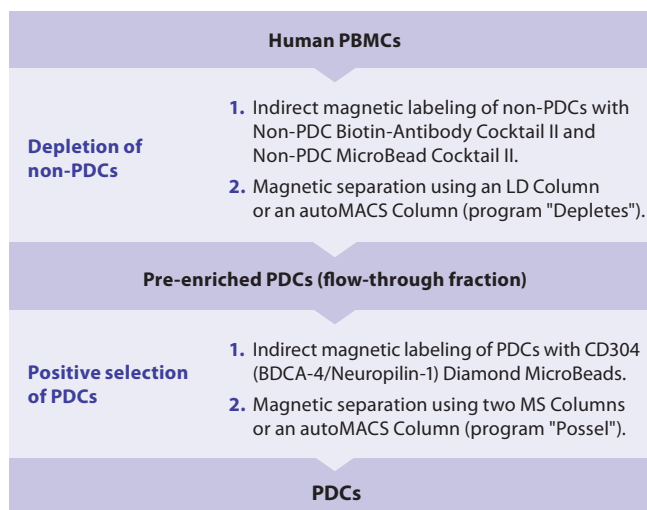 Human PBMCs
Depletion of
non-PDCs
1. Indirect magnetic labeling of non-PDCs with
Non-PDC Biotin-Antibody Cocktail II and
Non-PDC MicroBead Cocktail II.
2. Magnetic separation using an LD Column
or an autoMACS Column (program "Depletes").
Pre-enriched PDCs (flow-through fraction)
Positive selection
of PDCs
1. Indirect magnetic labeling of PDCs with CD304
(BDCA-4/Neuropilin-1) Diamond MicroBeads.
2. Magnetic separation using two MS Columns
or an autoMACS Column (program "Possel").
PDCs